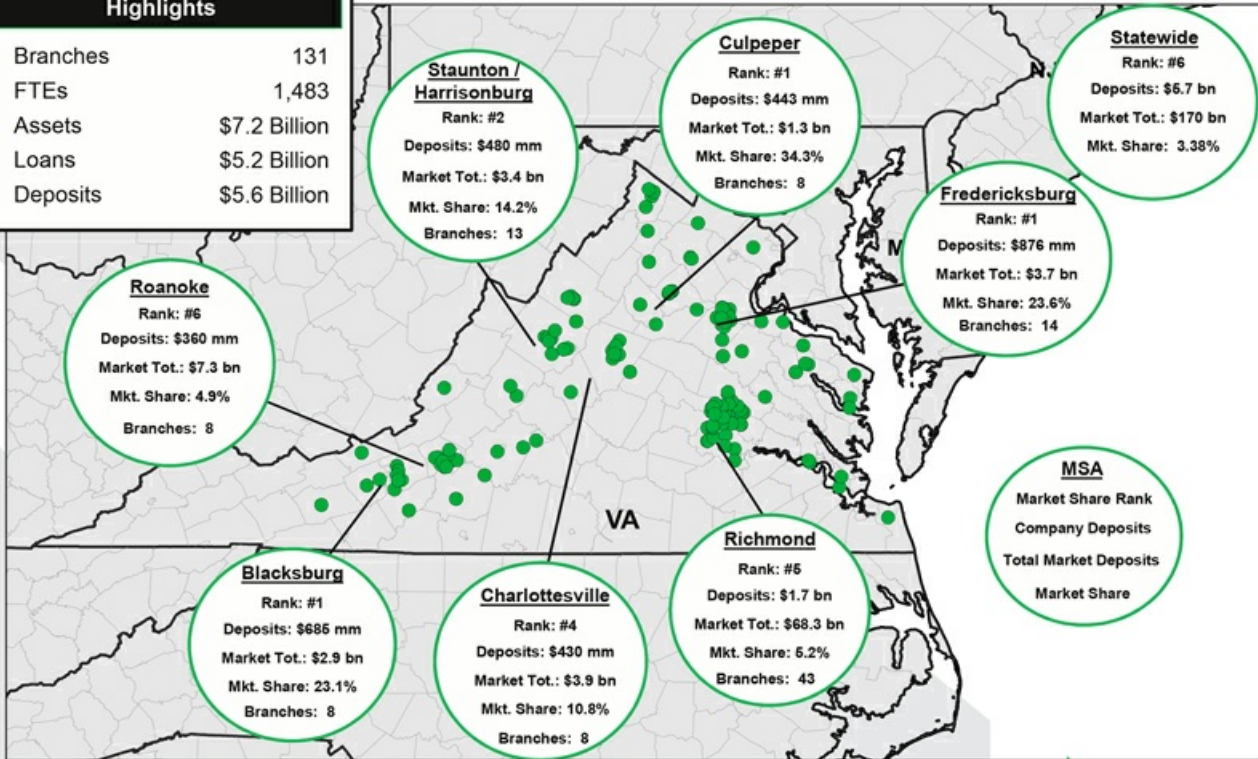 Highlights
Branches 131
FTEs 1,483
Assets $7.2 Billion
Loans $5.2 Billion
Deposits $5.6 Billion
Staunton /
Harrisonburg
Rank: #2
Deposits: $480 mm
Market Tot.: $3.4 bn
Mkt. Share: 14.2%
Branches: 13
Culpeper
Rank: #1
Deposits: $443 mm
Market Tot.: $1.3 bn
Mkt. Share: 34.3%
Branches: 8
Statewide
Rank: #6
Deposits: $5.7 bn
Market Tot.: $170 bn
Mkt. Share: 3.38%
Fredericksburg
Rank: #1
Deposits: $876 mm
Market Tot.: $3.7 bn
Mkt. Share: 23.6%
Branches: 14
Roanoke
Rank: #6
Deposits: $360 mm
Market Tot.: $7.3 bn
Mkt. Share: 4.9%
Branches: 8
VA
MSA
Market Share Rank
Company Deposits
Total Market Deposits
Market Share
Blacksburg
Rank: #1
Deposits: $685 mm
Market Tot.: $2.9 bn
Mkt. Share: 23.1%
Branches: 8
Charlottesville
Rank: #4
Deposits: $430 mm
Market Tot.: $3.9 bn
Mkt. Share: 10.8%
Branches: 8
Richmond
Rank: #5
Deposits: $1.7 bn
Market Tot.: $68.3 bn
Mkt. Share: 5.2%
Branches: 43